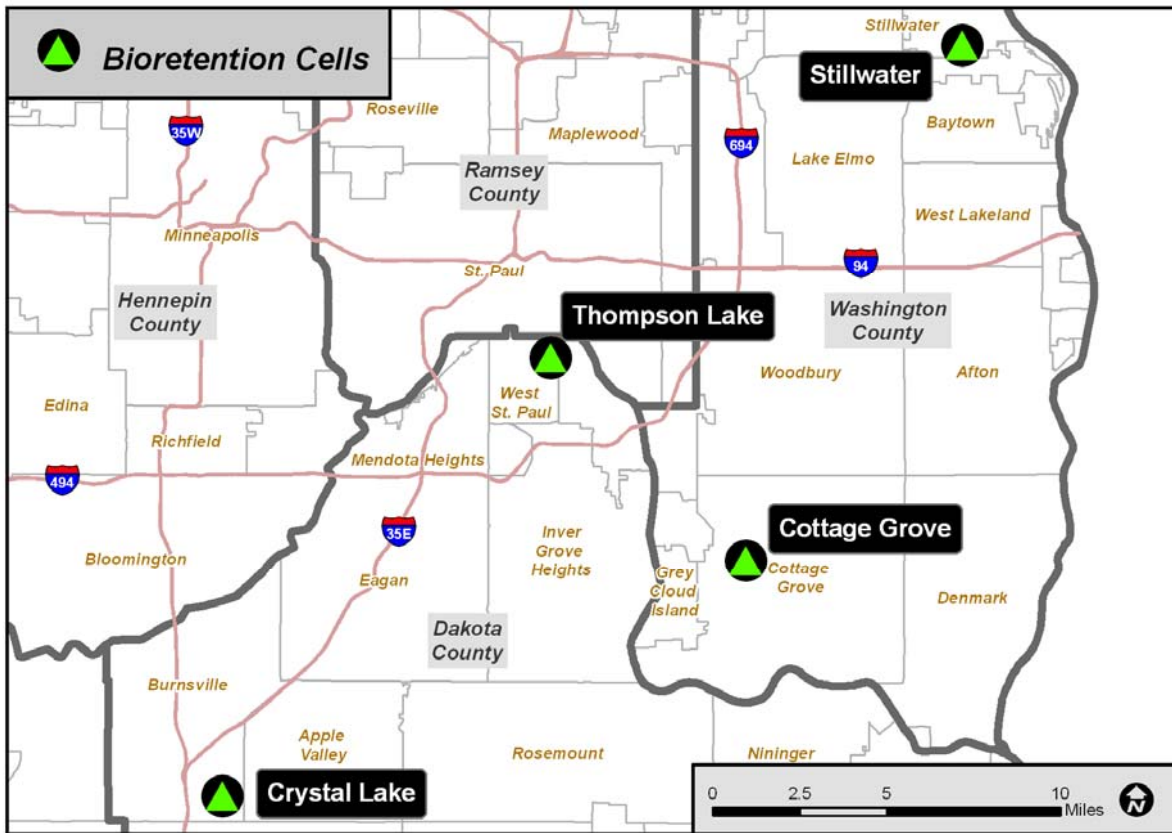 Bioretention Cells
Stillwater
Stillwater
35W
Roseville
Maplewood
694
Baytown
Lake Elmo
Ramsey
County
West Lakeland
Minneapolis
St. Paul
94
Hennepin
County
Thompson Lake
Washington
County
Woodbury
Afton
Edina
West
St. Paul
Richfield
Mendota Heights
494
35E
Cottage Grove
Bloomington
Eagan
Inver
Grove
Heights
Grey
Cloud
Island
Cottage
Grove
Denmark
Dakota
County
Burnsville
Apple
Valley
Rosemount
Nininger
Crystal Lake
0 2.5 5 10
Miles
N